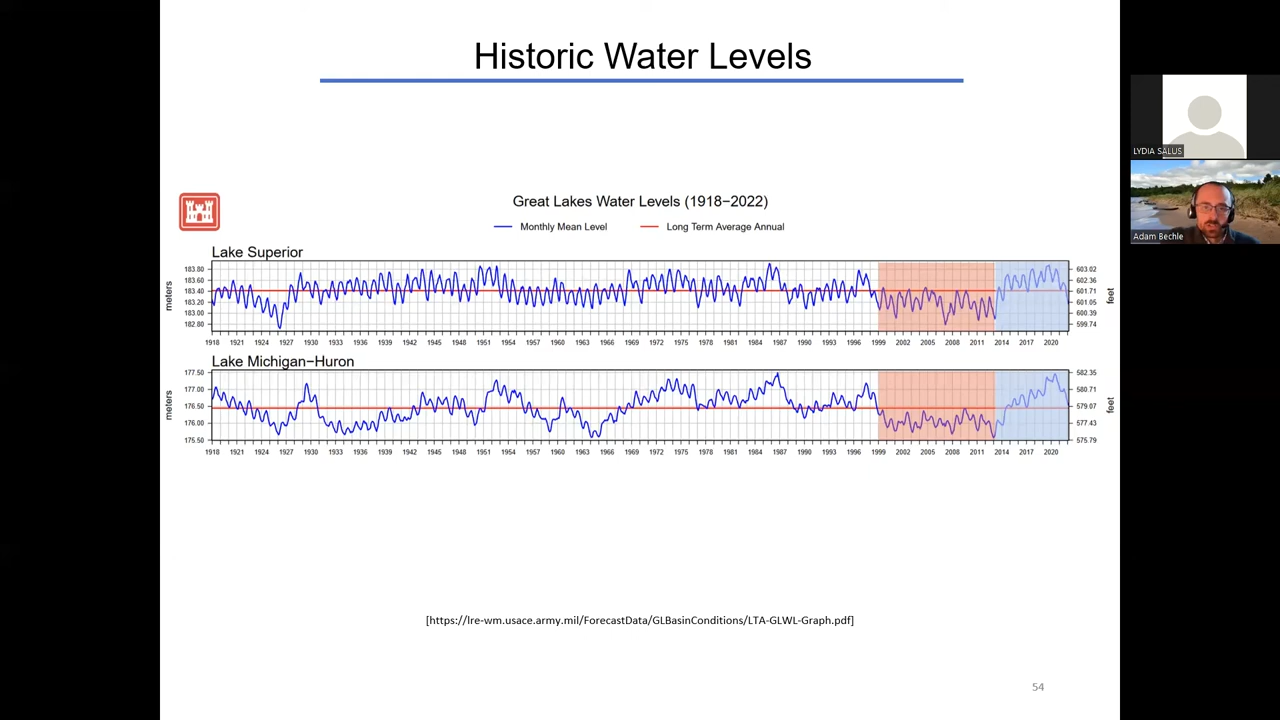 Historic Water Levels
Great Lakes Water Levels (1918−2022)
Monthly Mean Level Long Term Average Annual
Lake Superior
meters
183.80
183.60
183.40
183.20
183.00
182.80
603.02
602.36
601.71
601.05
600.39
599.74
feet
1918 1921 1924 1927 1930 1933 1936 1939 1942 1945 1948 1951 1954 1957 1960 1963 1966 1969 1972 1975 1978 1981 1984 1987 1990 1993 1996 1999 2002 2005 2008 2011 2014 2017 2020
Lake Michigan−Huron
meters
177.50
177.00
176.50
176.00
175.50
582.35
580.71
579.07
577.43
575.79
feet
1918 1921 1924 1927 1930 1933 1936 1939 1942 1945 1948 1951 1954 1957 1960 1963 1966 1969 1972 1975 1978 1981 1984 1987 1990 1993 1996 1999 2002 2005 2008 2011 2014 2017 2020
[https://lre-wm.usace.army.mil/ForecastData/GLBasinConditions/LTA-GLWL-Graph.pdf]
54
LYDIA SALUS
Adam Bechle